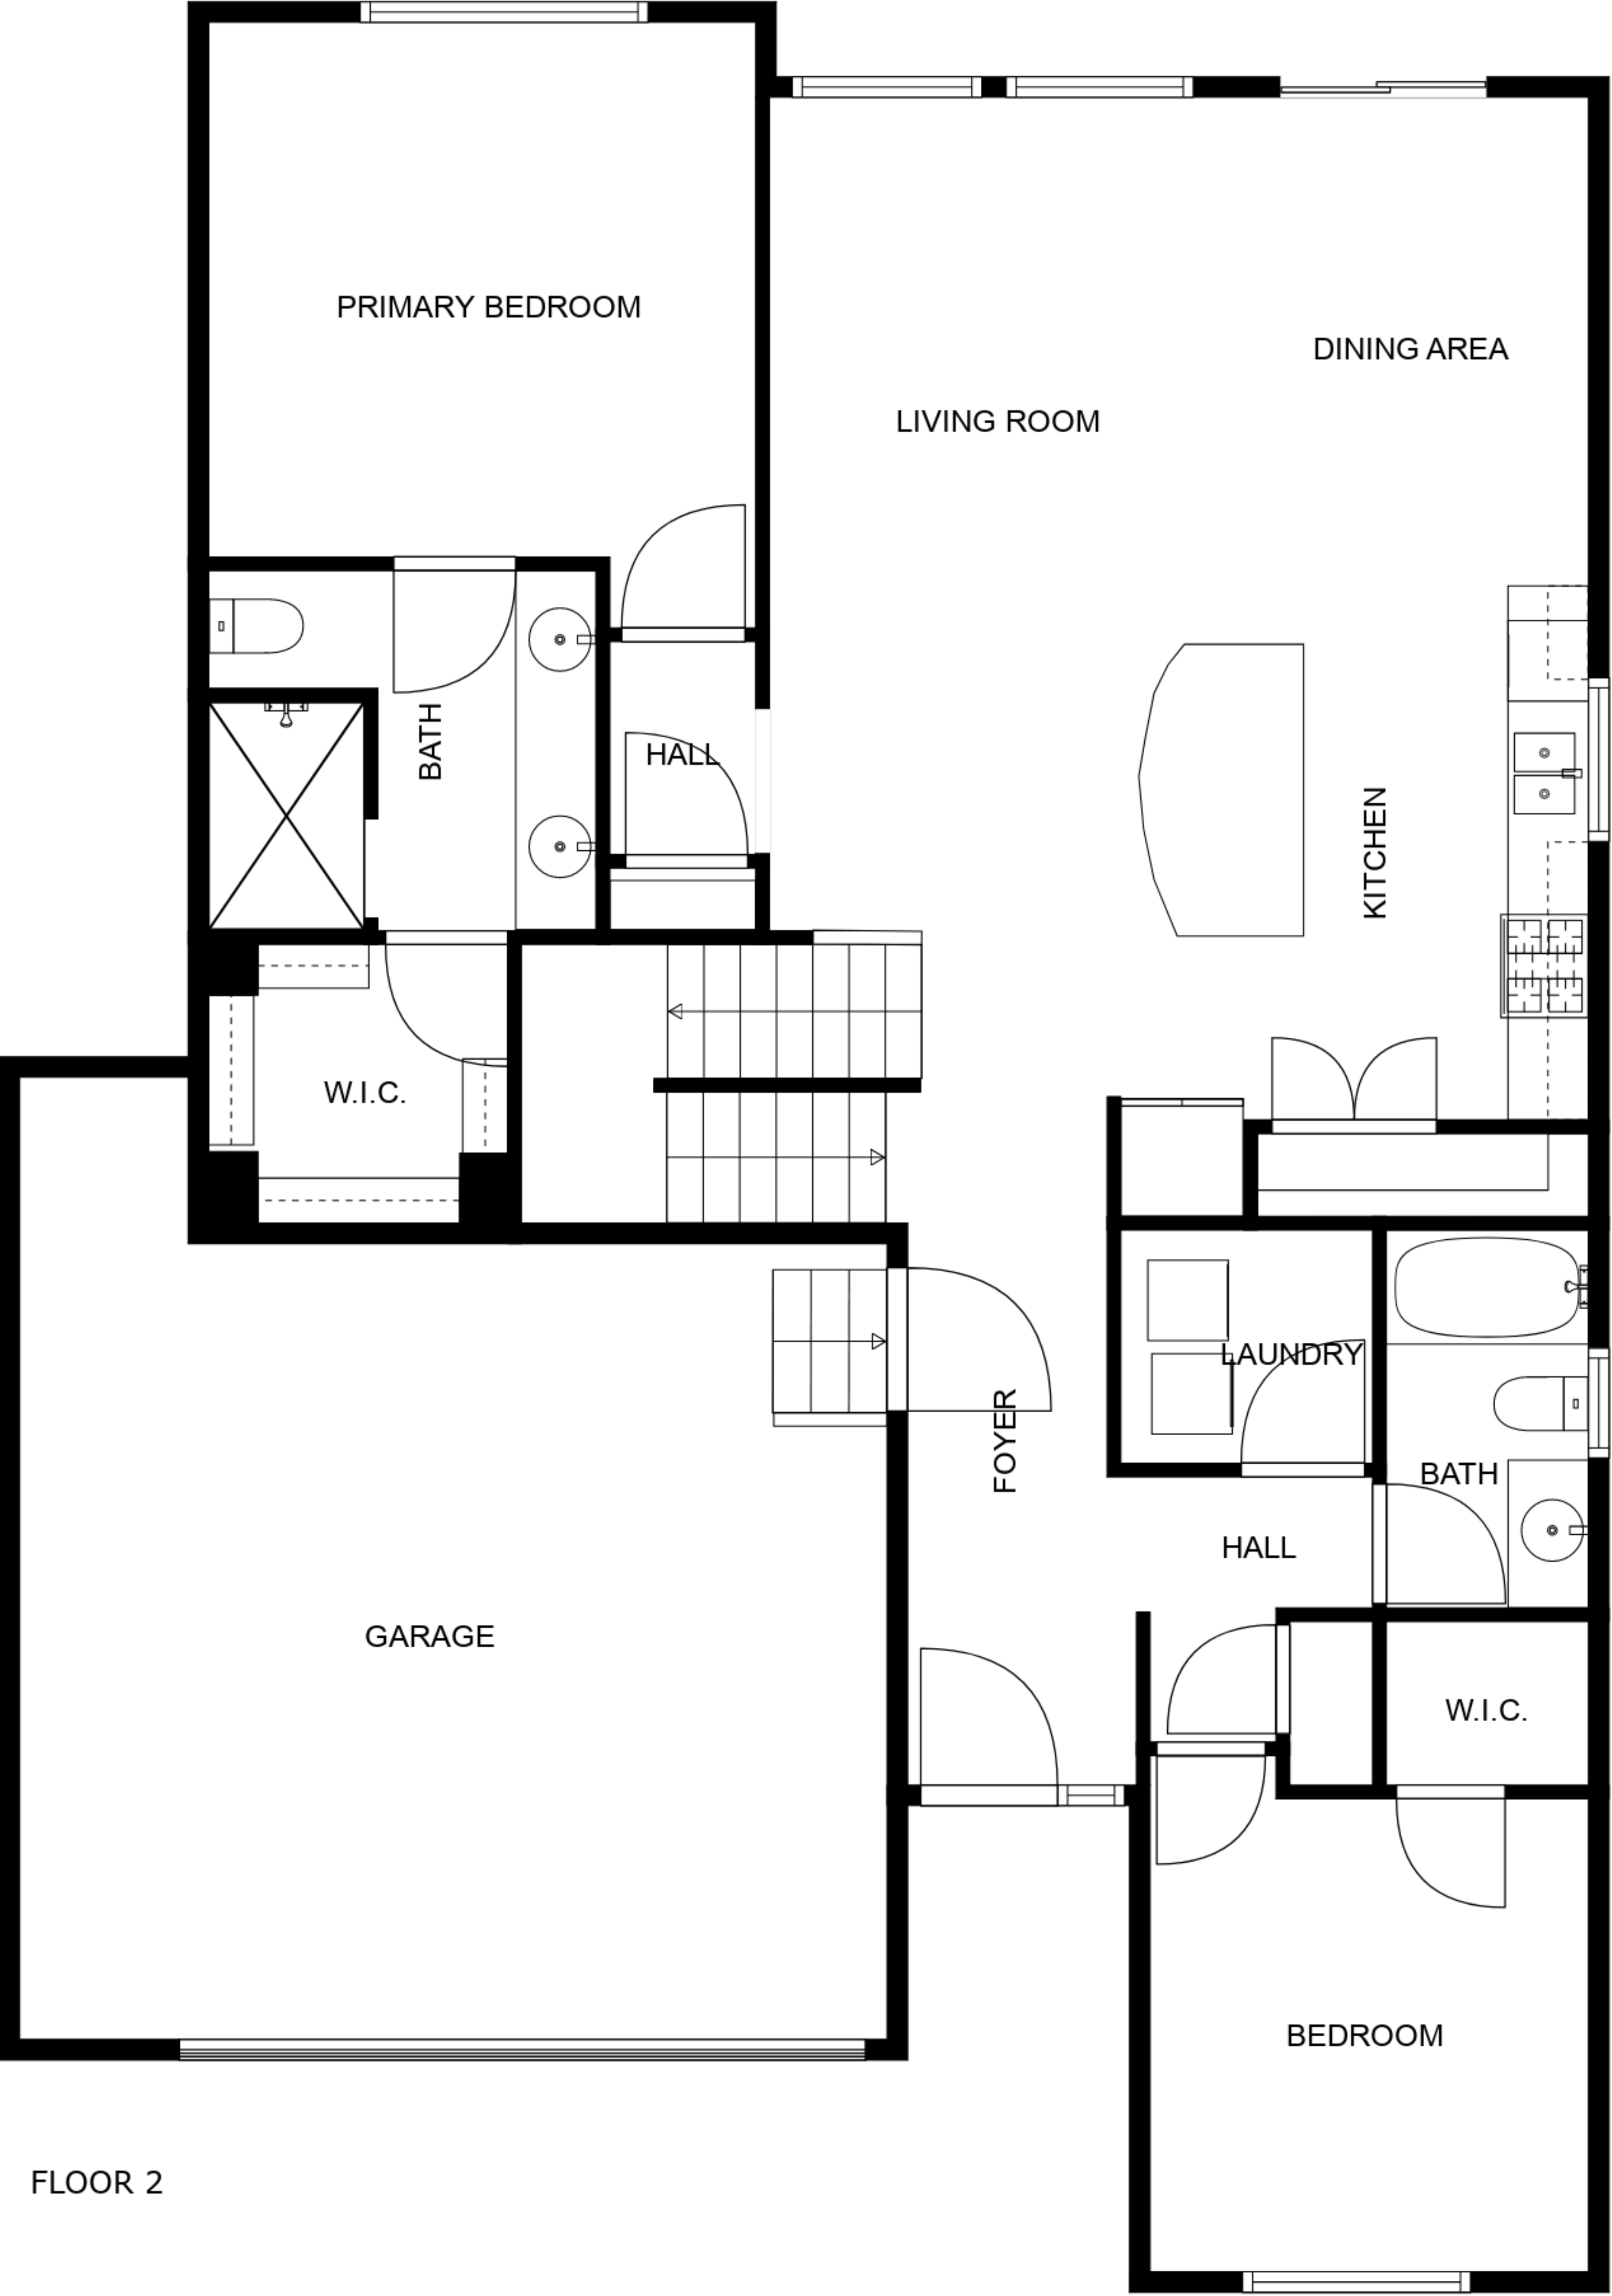 PRIMARY BEDROOM
DINING AREA
LIVING ROOM
BATH
HALL
KITCHEN
W.I.C.
LAUNDRY
FOYER
BATH
HALL
GARAGE
W.I.C.
BEDROOM
FLOOR 2